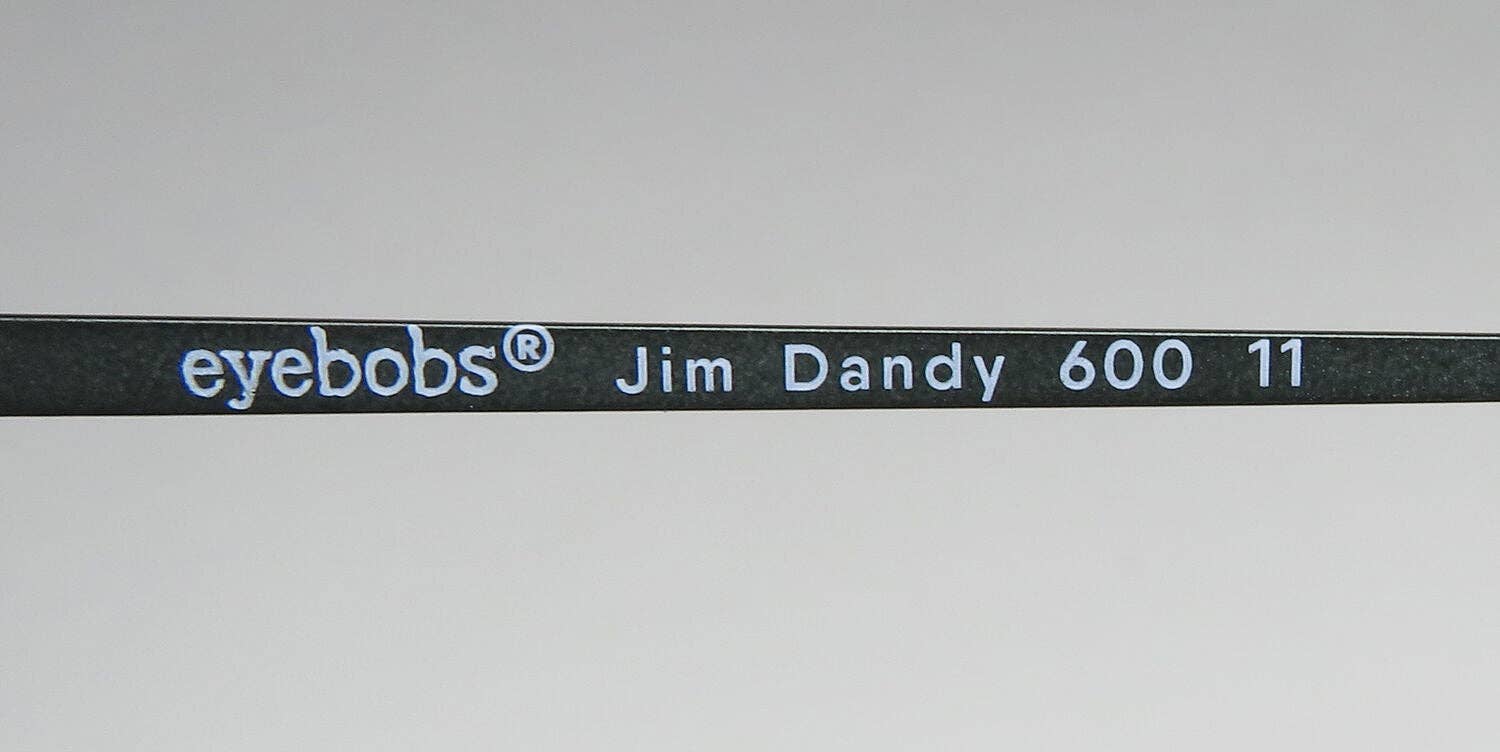 eyebobs® Jim Dandy 600 11